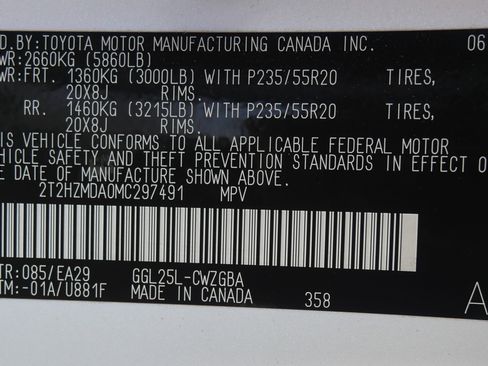 D.BY:TOYOTA MOTOR MANUFACTURING CANADA INC. 06
WR:2660KG (5860LB)
WR:FRT. 1360KG (3000LB) WITH P235/55R20 TIRES,
20X8J RIMS.
RR. 1460KG (3215LB) WITH P235/55R20 TIRES,
20X8J RIMS.
IS VEHICLE CONFORMS TO ALL APPLICABLE FEDERAL MOTOR
EHICLE SAFETY AND THEFT PREVENTION STANDARDS IN EFFECT O
E DATE OF MANUFACTURE SHOWN ABOVE.
2T2HZMDA0MC297491 MPV
TR:085/EA29 GGL25L-CWZGBA
TM:-01A/U881F MADE IN CANADA 358 A